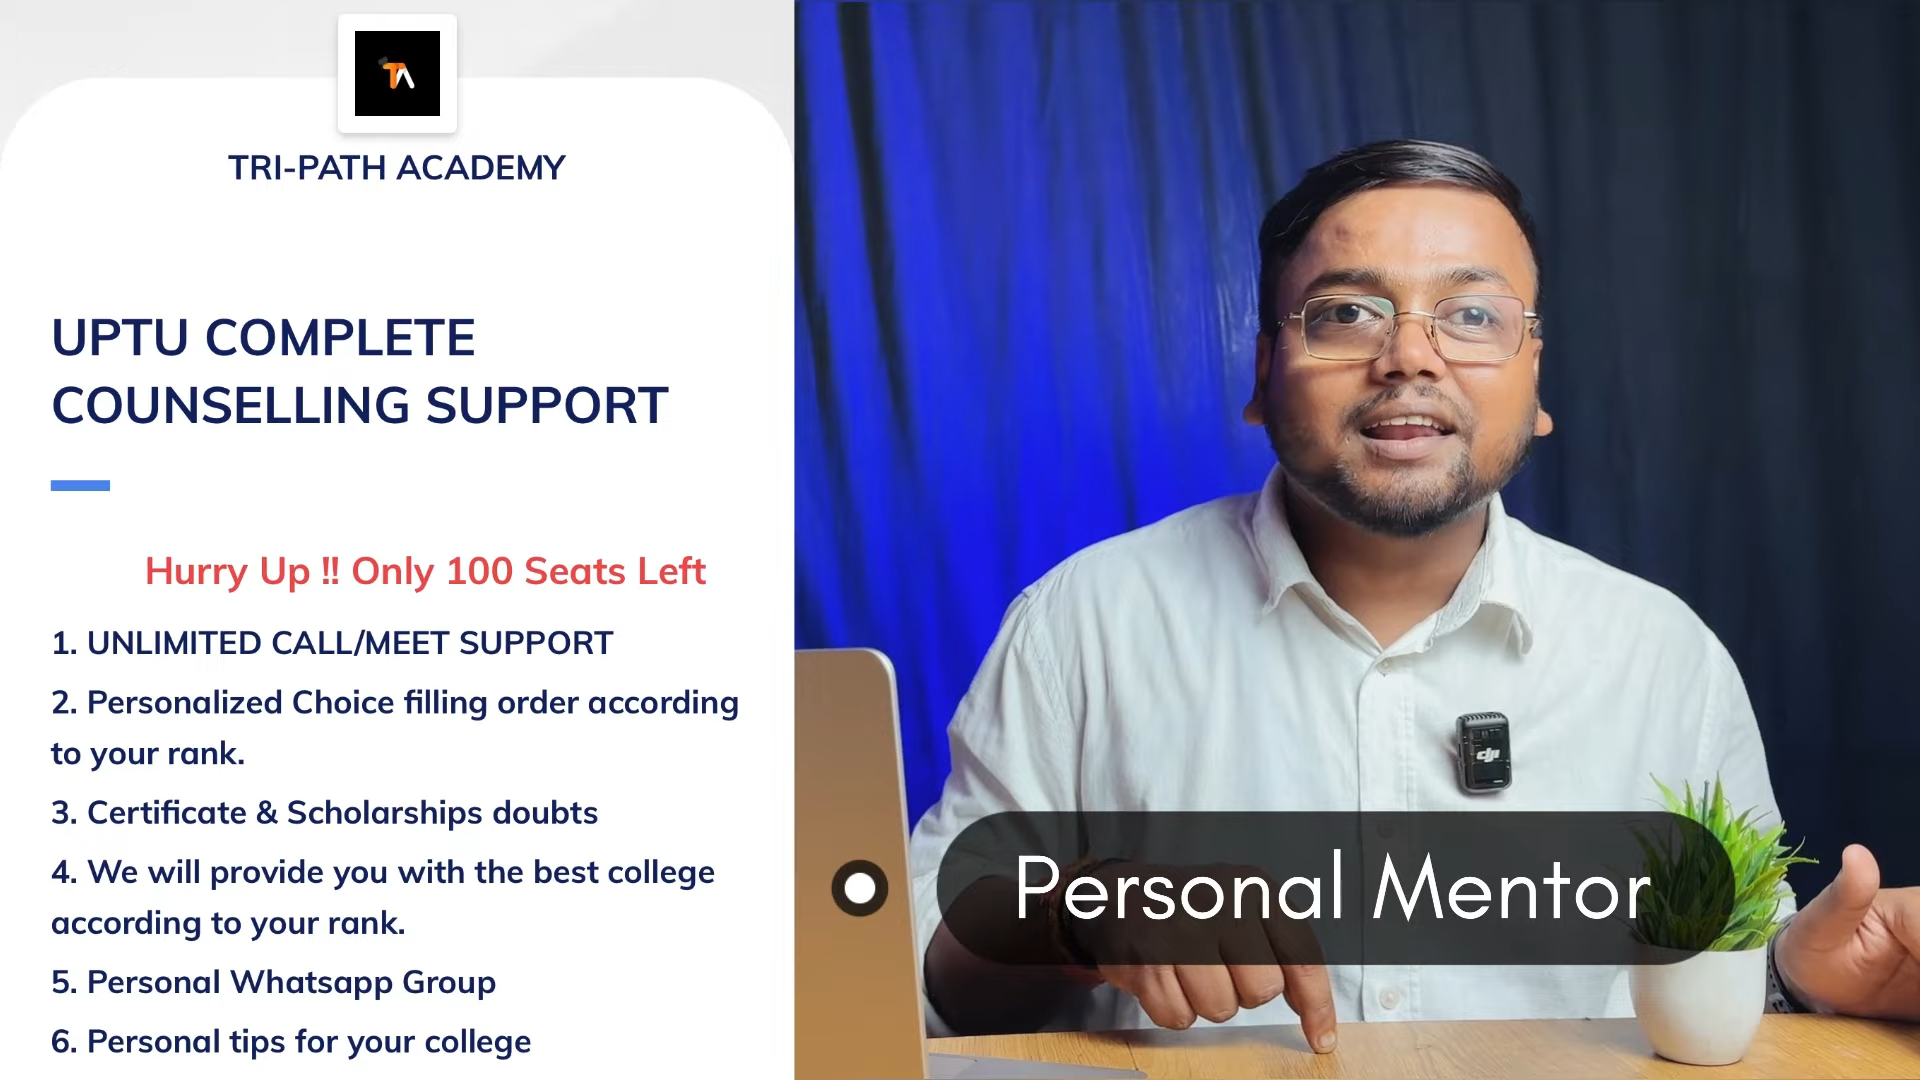 TA
TRI-PATH ACADEMY
UPTU COMPLETE
COUNSELLING SUPPORT
Hurry Up !! Only 100 Seats Left
1. UNLIMITED CALL/MEET SUPPORT
2. Personalized Choice filling order according
to your rank.
3. Certificate & Scholarships doubts
4. We will provide you with the best college
according to your rank.
5. Personal Whatsapp Group
6. Personal tips for your college
dji
Personal Mentor